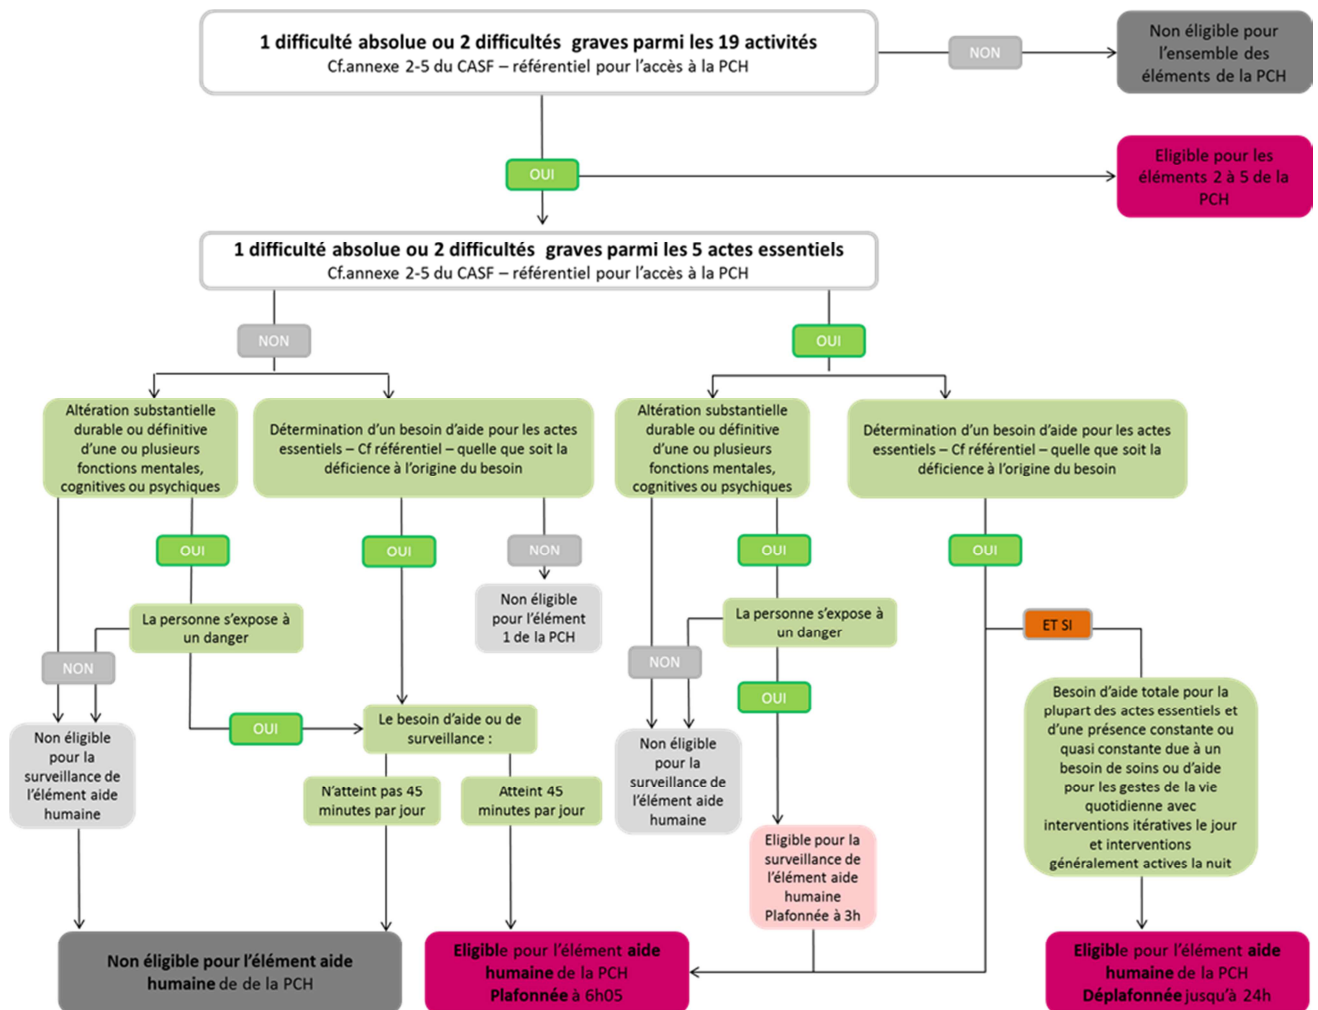 1 difficulté absolue ou 2 difficultés graves parmi les 19 activités
Cf.annexe 2-5 du CASF – référentiel pour l'accès à la PCH
NON
Non éligible pour
l'ensemble des
éléments de la PCH
OUI
Eligible pour les
éléments 2 à 5 de la
PCH
1 difficulté absolue ou 2 difficultés graves parmi les 5 actes essentiels
Cf.annexe 2-5 du CASF – référentiel pour l'accès à la PCH
NON
OUI
Altération substantielle
durable ou définitive
d'une ou plusieurs
fonctions mentales,
cognitives ou psychiques
Détermination d'un besoin d'aide pour les actes
essentiels – Cf référentiel – quelle que soit la
déficience à l'origine du besoin
Altération substantielle
durable ou définitive
d'une ou plusieurs
fonctions mentales,
cognitives ou psychiques
Détermination d'un besoin d'aide pour les actes
essentiels – Cf référentiel – quelle que soit la
déficience à l'origine du besoin
OUI
OUI
NON
OUI
OUI
La personne s'expose à
un danger
Non éligible
pour l'élément
1 de la PCH
La personne s'expose à
un danger
ET SI
NON
NON
OUI
OUI
Non éligible
pour la
surveillance de
l'élément aide
humaine
Le besoin d'aide ou de
surveillance :
N'atteint pas 45
minutes par jour
Atteint 45
minutes par jour
Non éligible
pour la
surveillance de
l'élément aide
humaine
Besoin d'aide totale pour la
plupart des actes essentiels et
d'une présence constante ou
quasi constante due à un
besoin de soins ou d'aide
pour les gestes de la vie
quotidienne avec
interventions itératives le jour
et interventions
généralement actives la nuit
Eligible pour la
surveillance de
l'élément aide
humaine
Plafonnée à 3h
Non éligible pour l'élément aide
humaine de de la PCH
Eligible pour l'élément aide
humaine de la PCH
Plafonnée à 6h05
Eligible pour l'élément aide
humaine de la PCH
Déplafonnée jusqu'à 24h